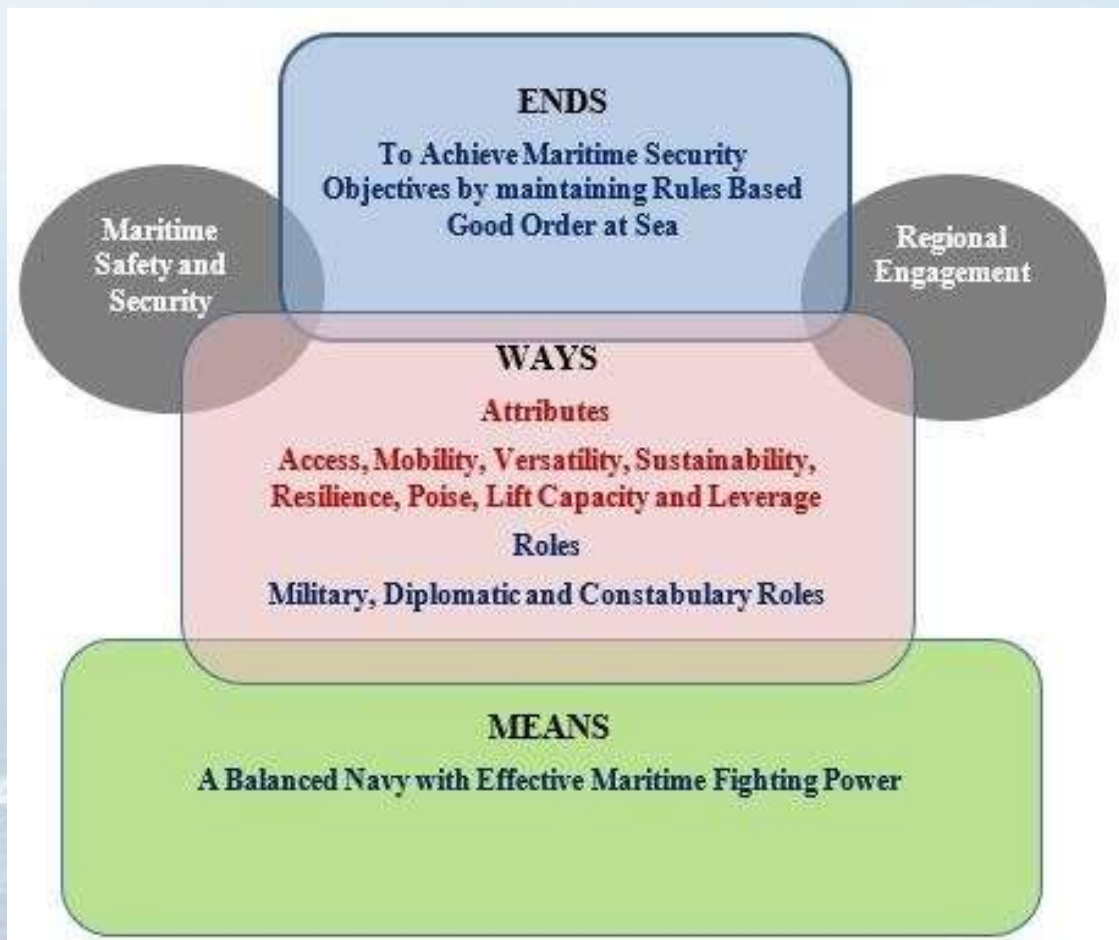 ENDS
To Achieve Maritime Security
Objectives by maintaining Rules Based
Good Order at Sea
Maritime
Safety and
Security
Regional
Engagement
WAYS
Attributes
Access, Mobility, Versatility, Sustainability,
Resilience, Poise, Lift Capacity and Leverage
Roles
Military, Diplomatic and Constabulary Roles
MEANS
A Balanced Navy with Effective Maritime Fighting Power